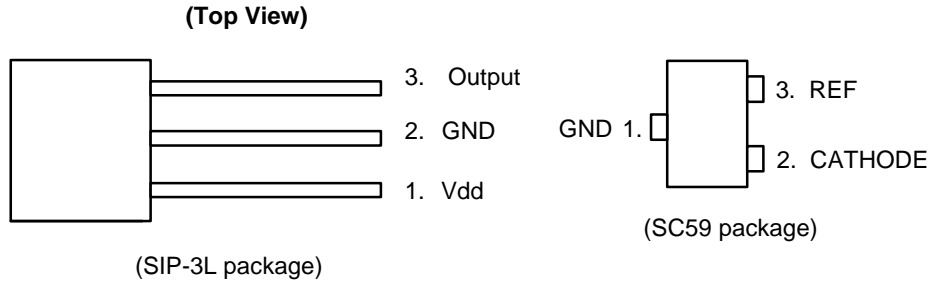 (Top View)
3. Output
2. GND
1. Vdd
(SIP-3L package)
3. REF
GND 1.
2. CATHODE
(SC59 package)